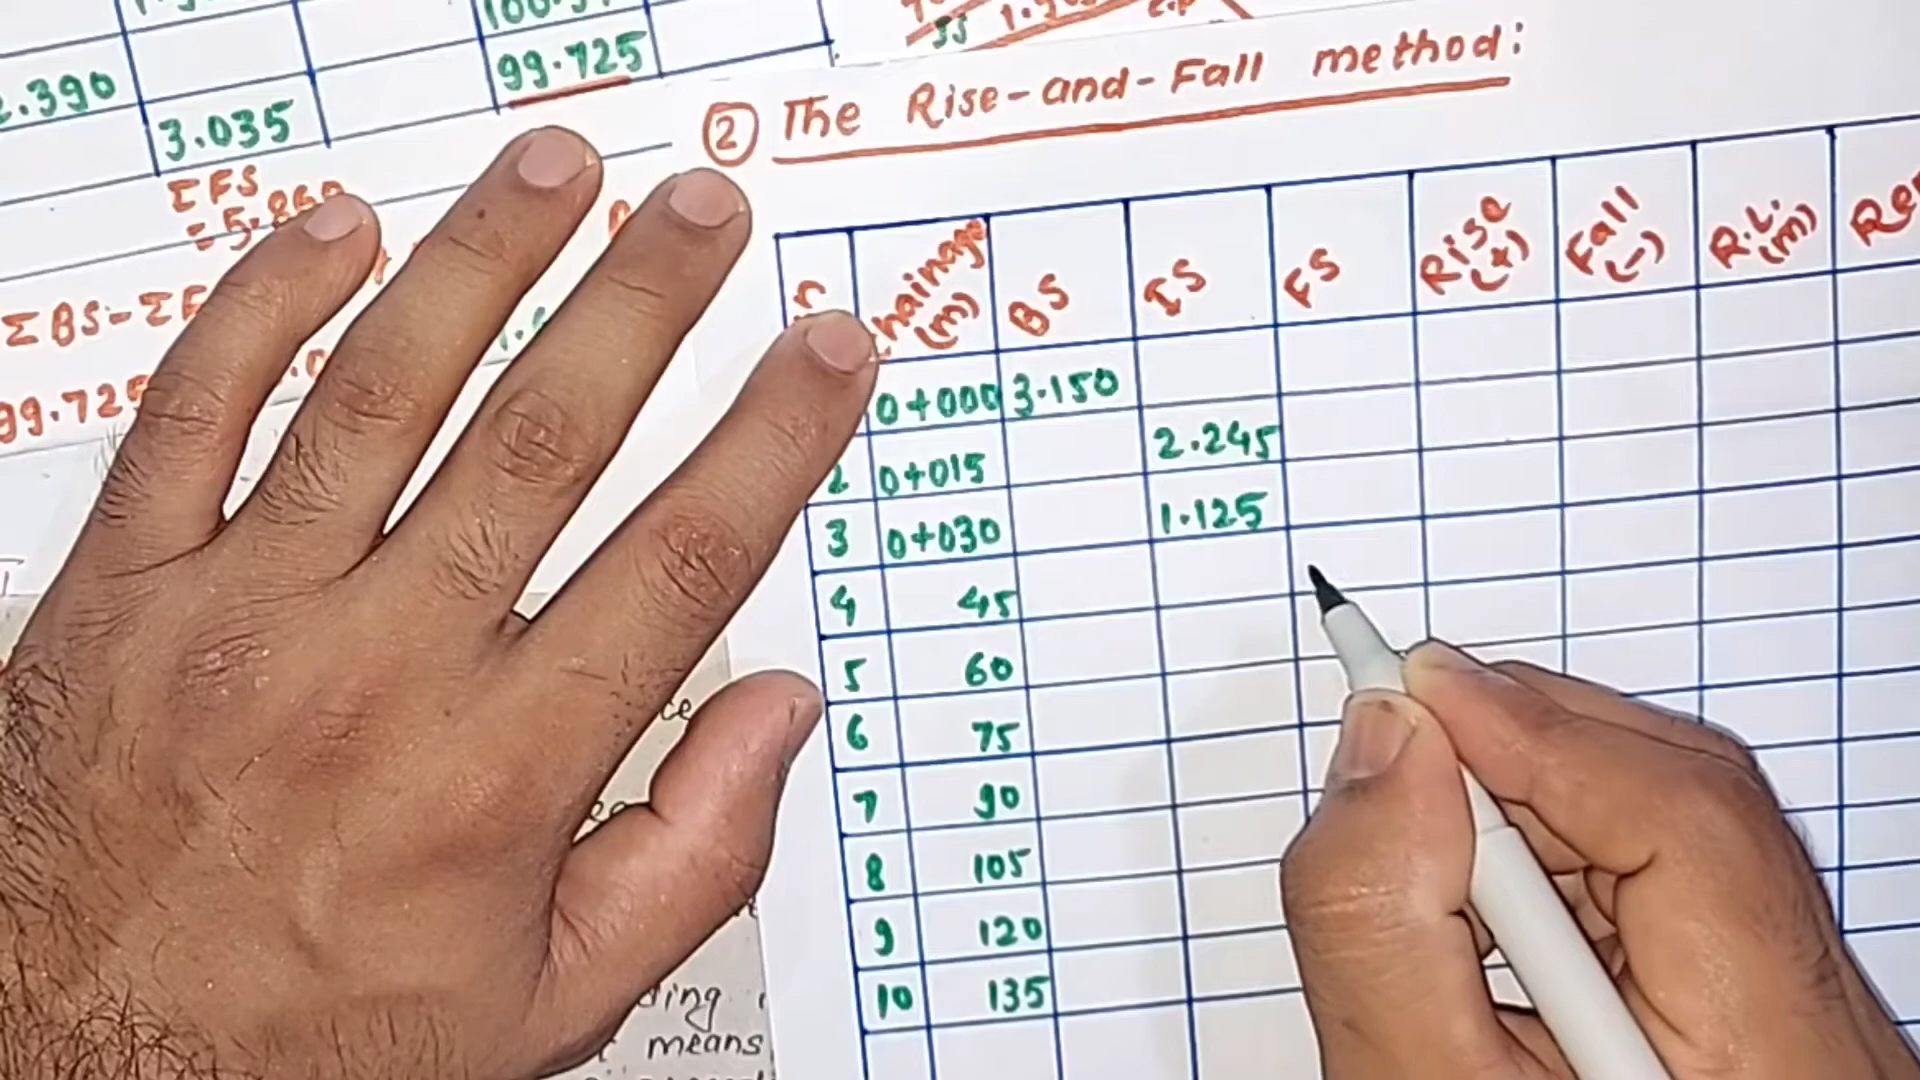 99.725
2.390
3.035
ΣFS
ΣBS-ΣF
99.725
② The Rise-and-Fall method:
Chainage (m) BS IS FS Rise (+) Fall (-) R.L. (m)
0+000 3.150
2 0+015 2.245
3 0+030 1.125
4 45
5 60
6 75
7 90
8 105
9 120
10 135
means